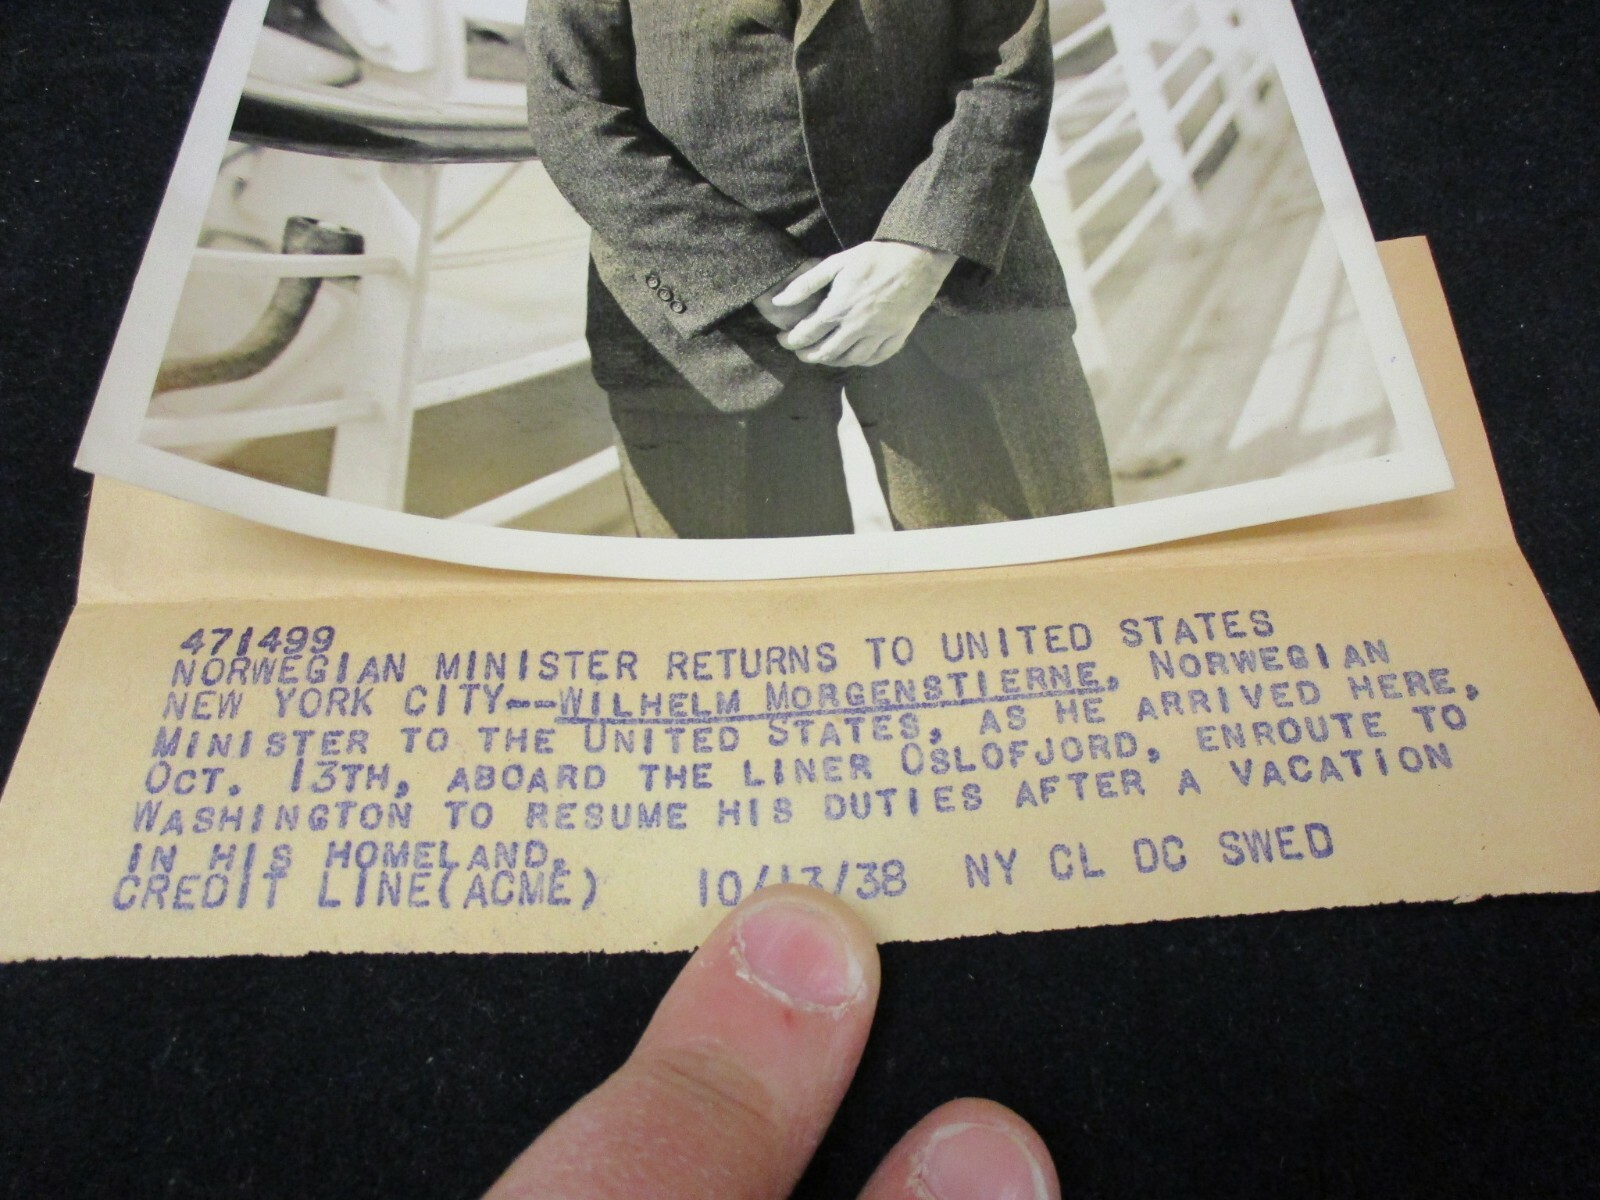 471499
NORWEGIAN MINISTER RETURNS TO UNITED STATES
NEW YORK CITY--WILHELM MORGENSTIERNE, NORWEGIAN
MINISTER TO THE UNITED STATES, AS HE ARRIVED HERE,
OCT. 13TH, ABOARD THE LINER OSLOFJORD, ENROUTE TO
WASHINGTON TO RESUME HIS DUTIES AFTER A VACATION
IN HIS HOMELAND.
CREDIT LINE(ACME) 10/13/38 NY CL DC SWED